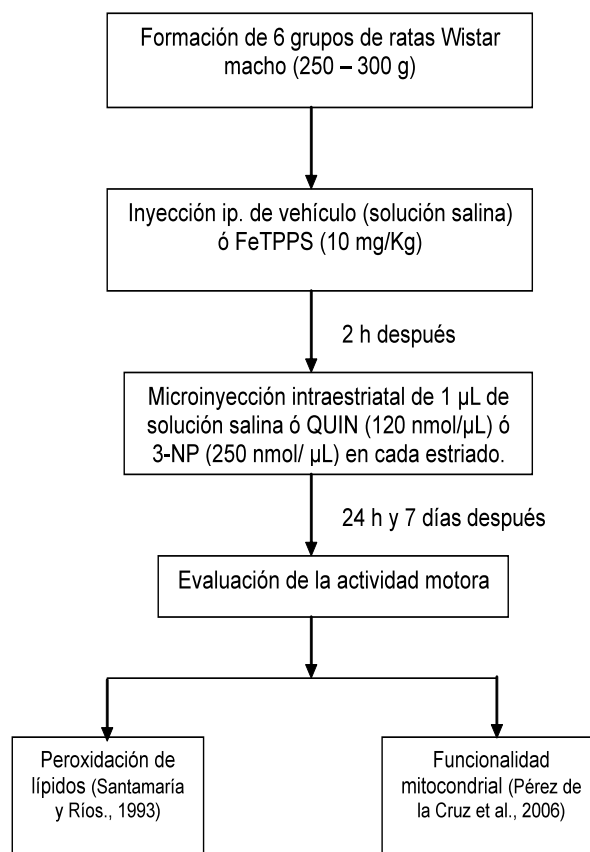 Formación de 6 grupos de ratas Wistar
macho (250 – 300 g)
Inyección ip. de vehículo (solución salina)
ó FeTPPS (10 mg/Kg)
2 h después
Microinyección intraestriatal de 1 µL de
solución salina ó QUIN (120 nmol/µL) ó
3-NP (250 nmol/ µL) en cada estriado.
24 h y 7 días después
Evaluación de la actividad motora
Peroxidación de
lípidos (Santamaría
y Ríos., 1993)
Funcionalidad
mitocondrial (Pérez de
la Cruz et al., 2006)